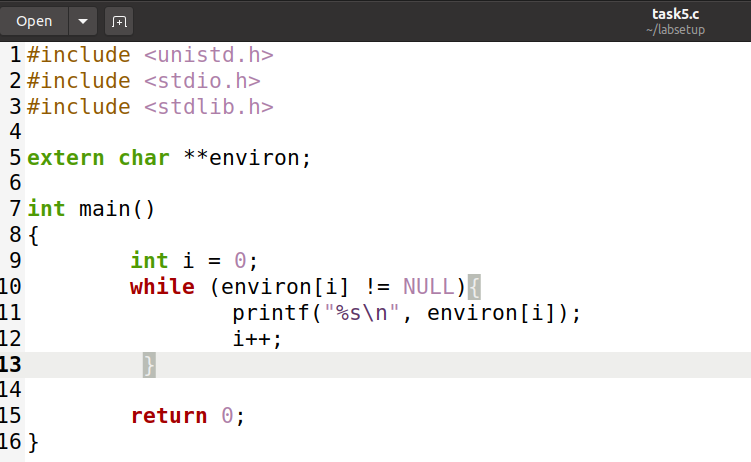 Open
task5.c
~/labsetup
1 #include <unistd.h>
2 #include <stdio.h>
3 #include <stdlib.h>
4
5 extern char **environ;
6
7 int main()
8 {
9         int i = 0;
10         while (environ[i] != NULL){
11                 printf("%s\n", environ[i]);
12                 i++;
13          }
14
15         return 0;
16 }